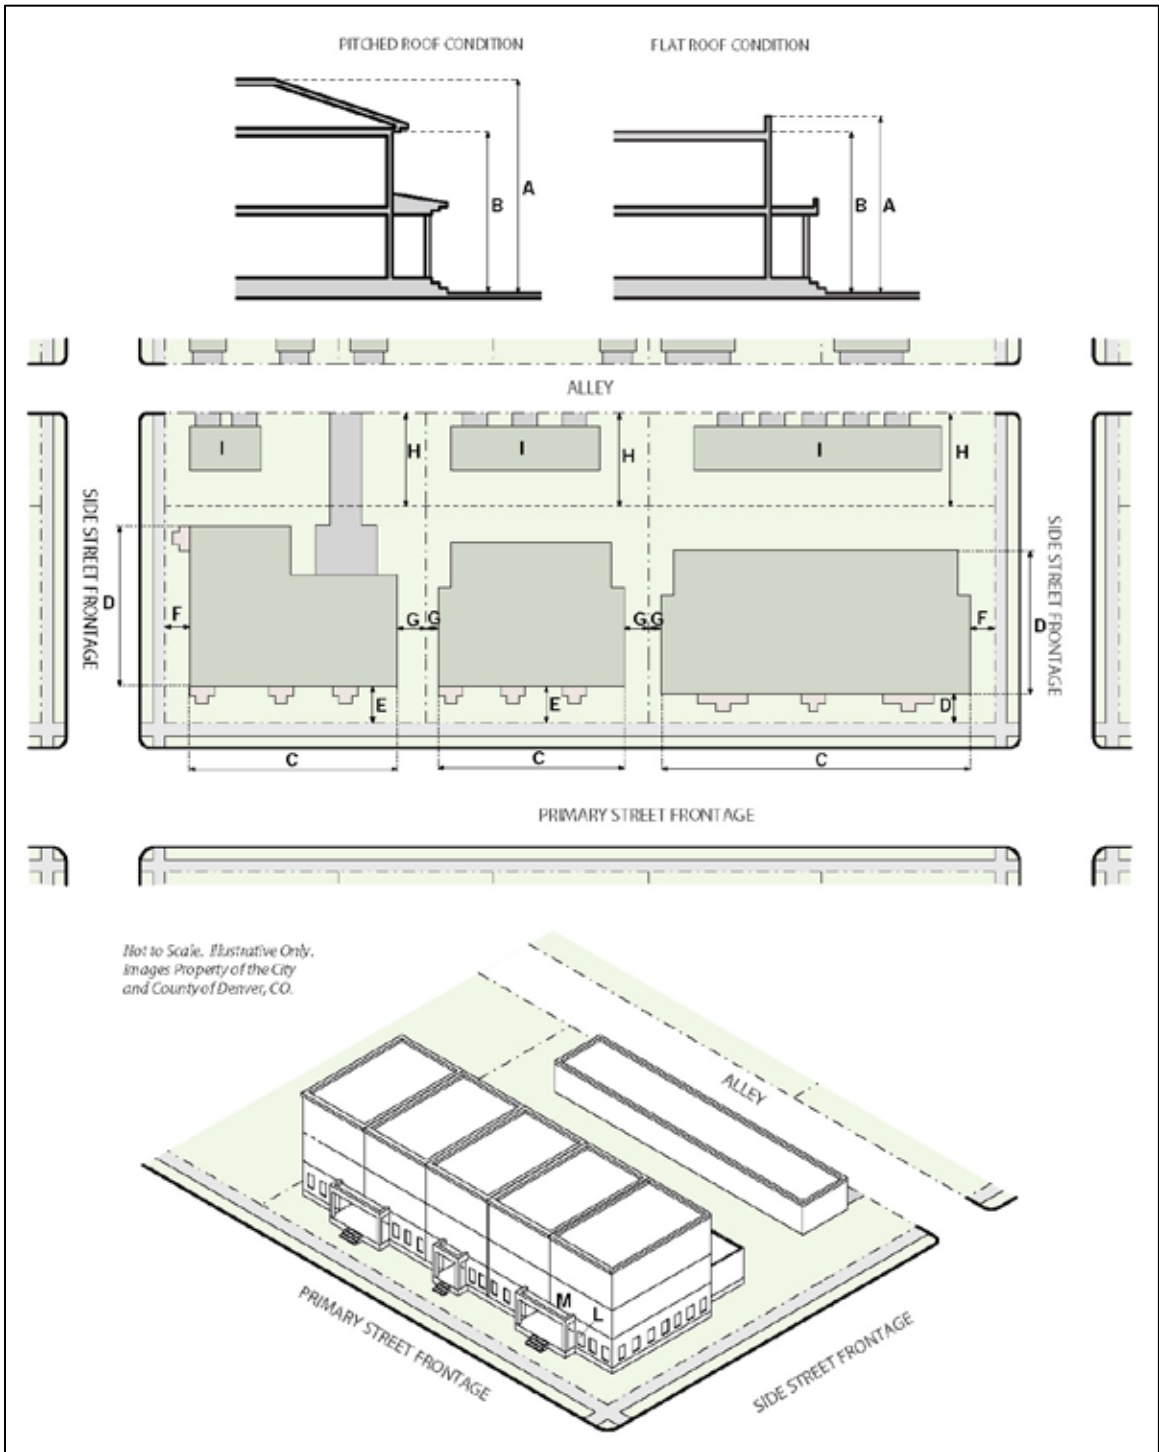 PITCHED ROOF CONDITION
FLAT ROOF CONDITION
A
B
B
A
ALLEY
I
H
I
H
I
H
SIDE STREET FRONTAGE
D
F
G
G
G
G
F
D
SIDE STREET FRONTAGE
E
E
D
C
C
C
PRIMARY STREET FRONTAGE
Not to Scale. Illustrative Only.
Images Property of the City
and County of Denver, CO.
ALLEY
M
L
PRIMARY STREET FRONTAGE
SIDE STREET FRONTAGE